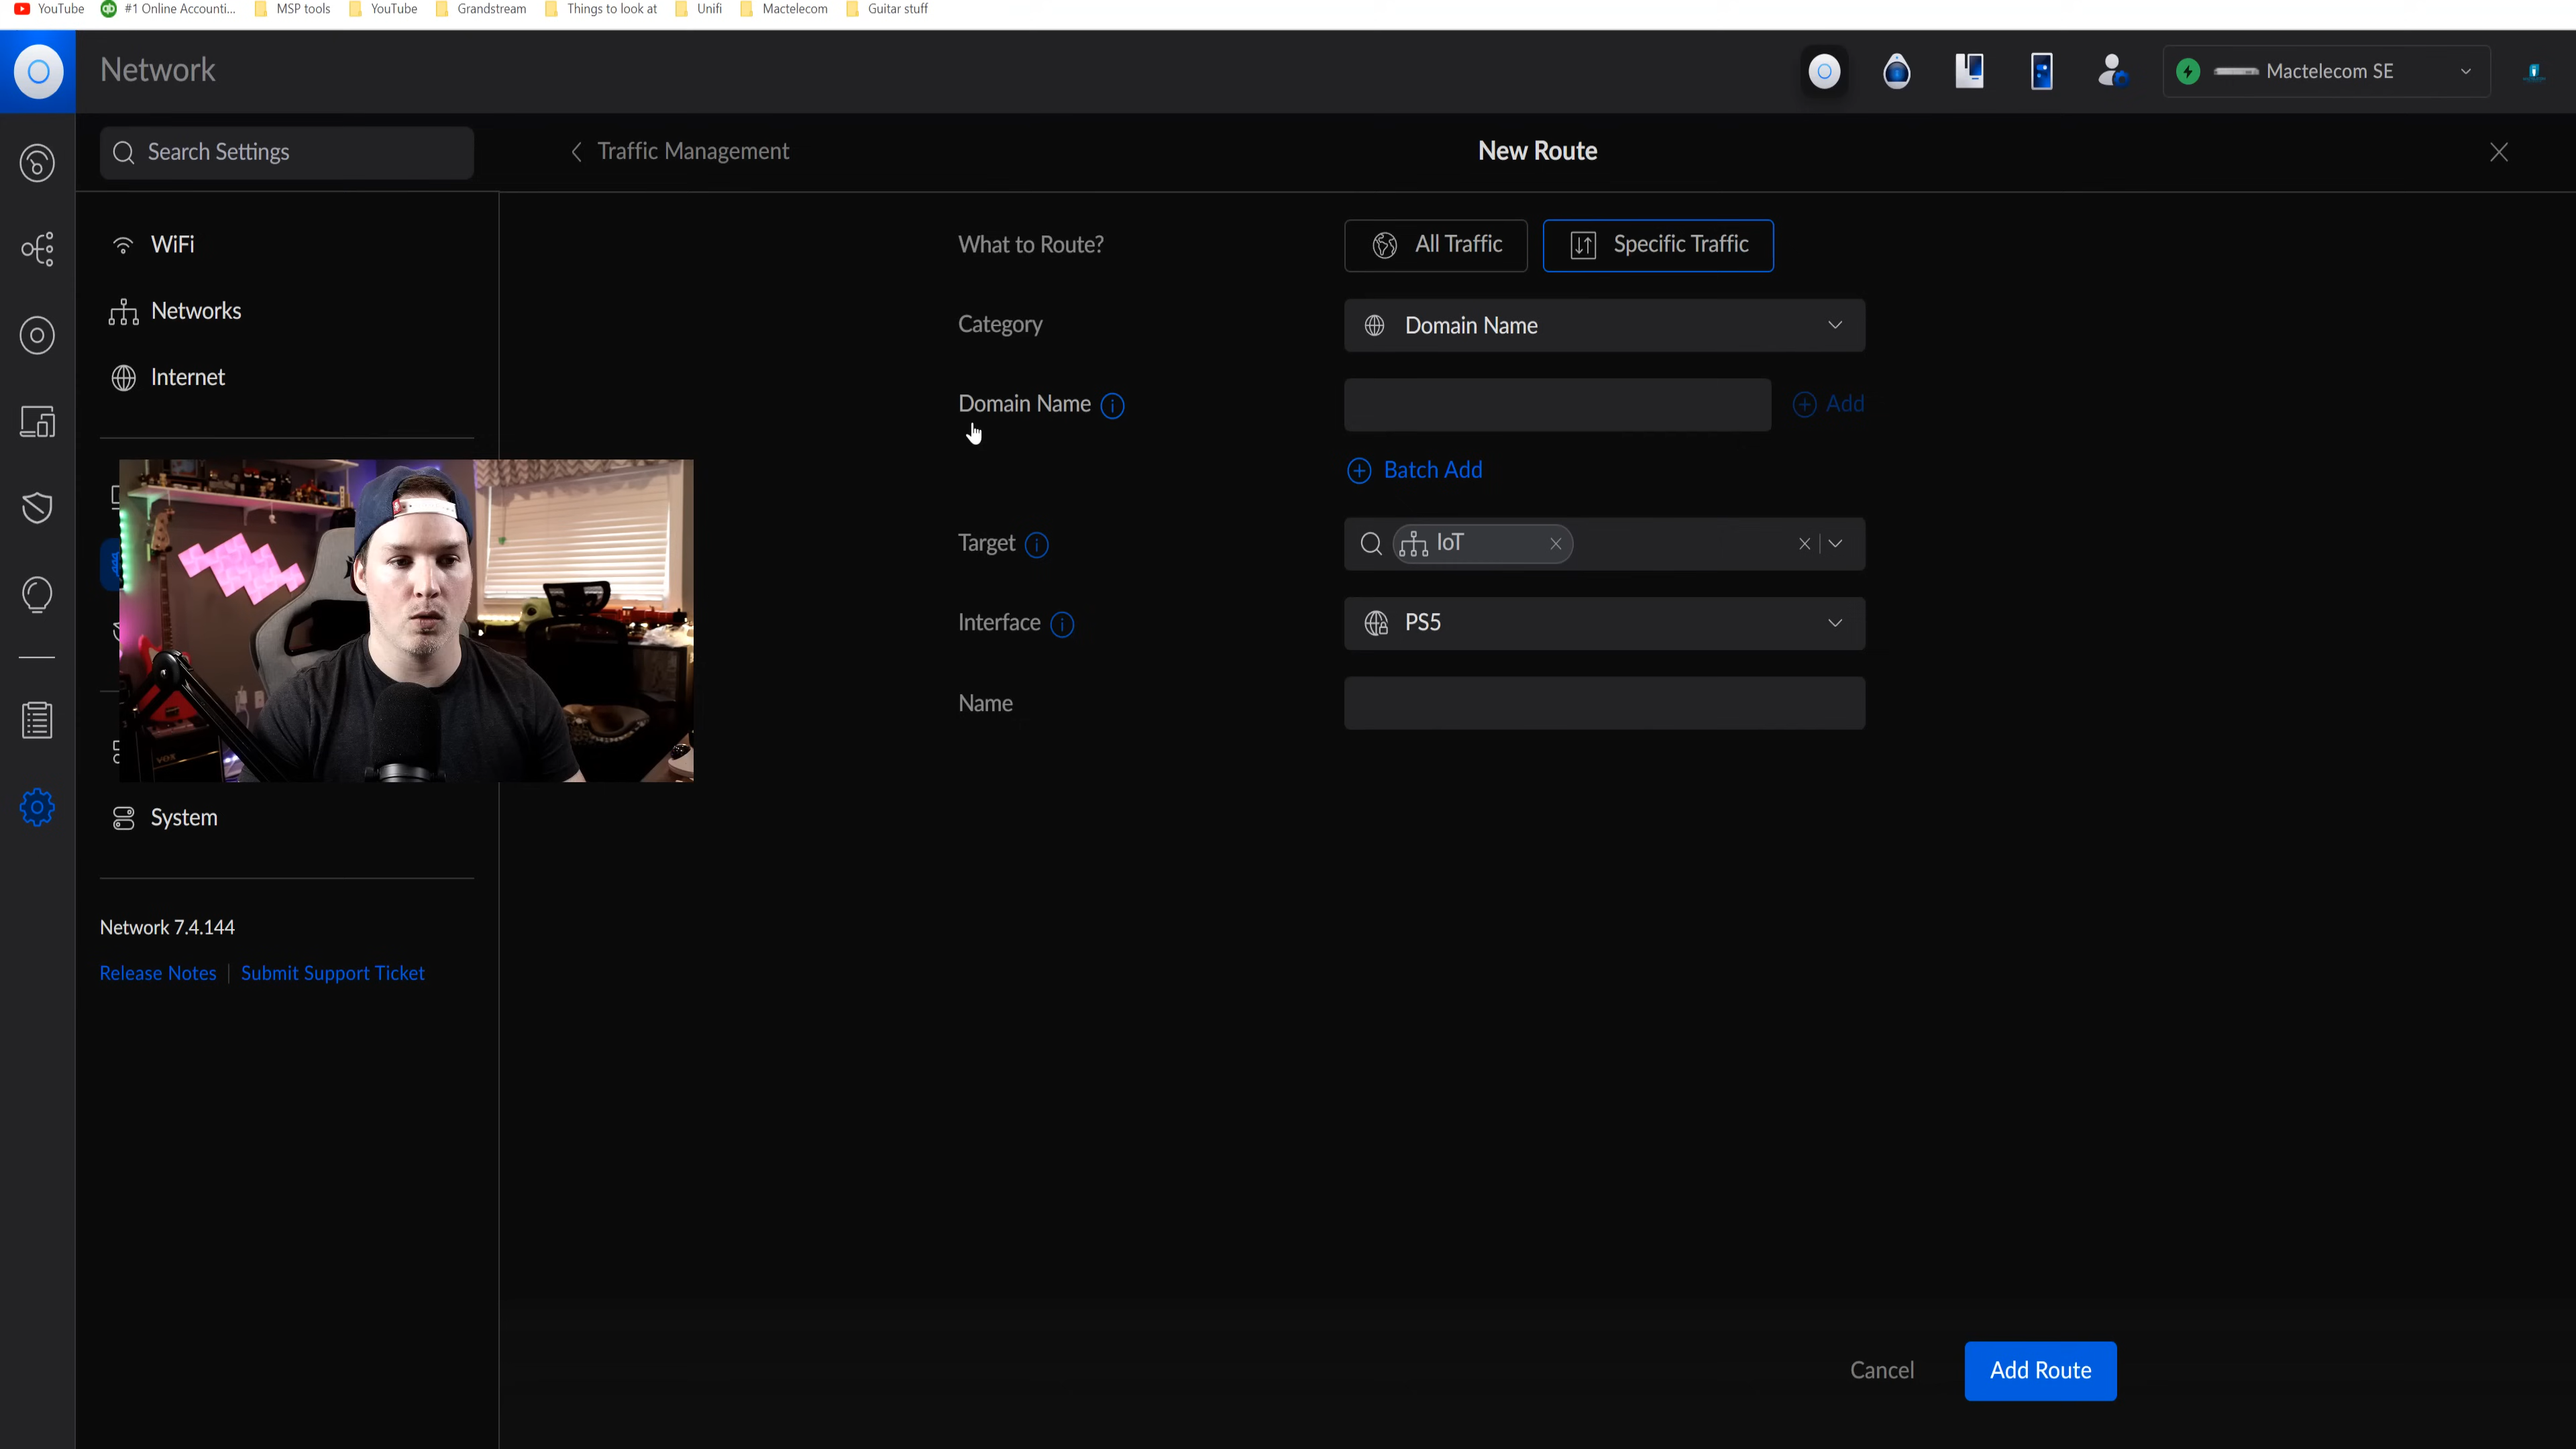 YouTube #1 Online Accounti... MSP tools YouTube Grandstream Things to look at Unifi Mactelecom Guitar stuff
Network
Mactelecom SE
Search Settings
Traffic Management
New Route
WiFi
Networks
Internet
System
Network 7.4.144
Release Notes | Submit Support Ticket
What to Route?
All Traffic
Specific Traffic
Category
Domain Name
Domain Name
Add
Batch Add
Target
IoT
Interface
PS5
Name
VOX
Cancel
Add Route